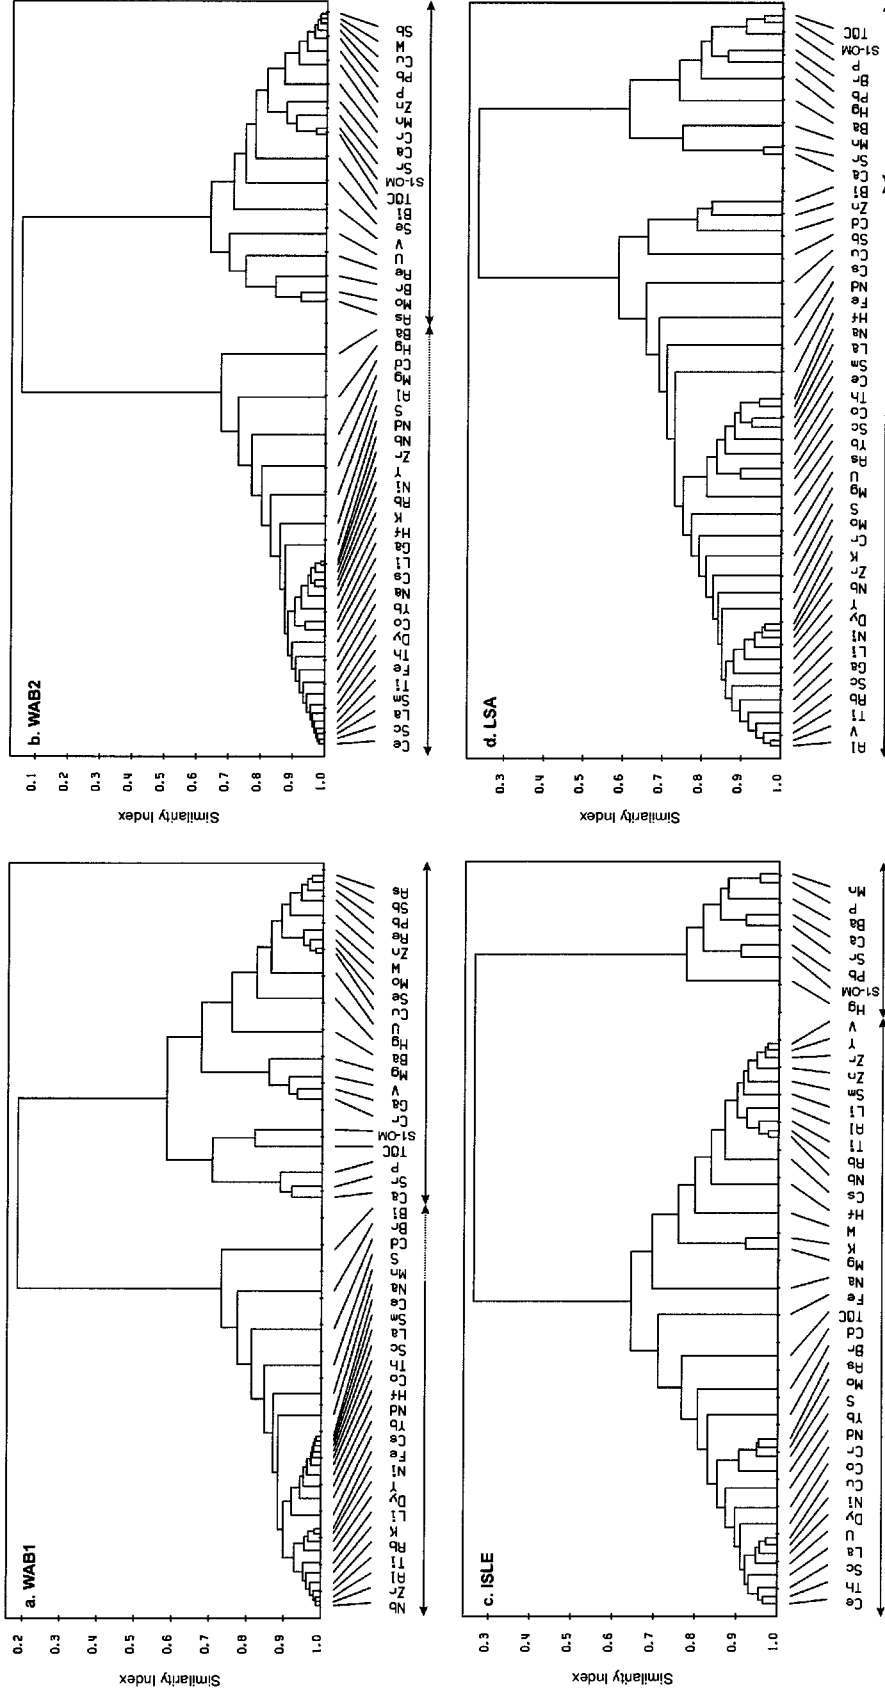 a. WAB1
Similarity Index
0.2
0.3
0.4
0.5
0.6
0.7
0.8
0.9
1.0
Nb Zr Al Ti Rb K Li Dy Y Ni Fe Cs Yb Nd Hf Co Th Sc La Sm Ce Na Mn S Cd Br Bi Ca Sr P TOC S1-OM Cr Ga V Mg Ba Hg U Cu Se Mo W Zn Re Pb Sb As
b. WAB2
Similarity Index
0.1
0.2
0.3
0.4
0.5
0.6
0.7
0.8
0.9
1.0
Ce Sc La Sm Ti Fe Th Dy Co Yb Na Cs Li Ga Hf K Rb Ni Y Zr Nb Nd S Al Mg Cd Hg Ba As Mo Br Re U V Se Bi TOC S1-OM Sr Ca Cr Mn Zn P Pb Cu W Sb
c. ISLE
Similarity Index
0.3
0.4
0.5
0.6
0.7
0.8
0.9
1.0
Ce Th Sc La U Dy Ni Cu Co Cr Nd Yb S Mo As Br Cd TOC Fe Na Mg K W Hf Cs Nb Rb Ti Al Li Sm Zn Zr Y V Hg S1-OM Pb Sr Ca Ba P Mn
d. LSA
Similarity Index
0.3
0.4
0.5
0.6
0.7
0.8
0.9
1.0
Al V Ti Rb Sc Ga Li Ni Dy Y Nb Zr K Cr Mo S Mg U As Yb Sc Co Th Ce Sm La Na Hf Fe Nd Cs Cu Sb Cd Zn Bi Ca Sr Mn Ba Hg Pb Br P S1-OM TOC